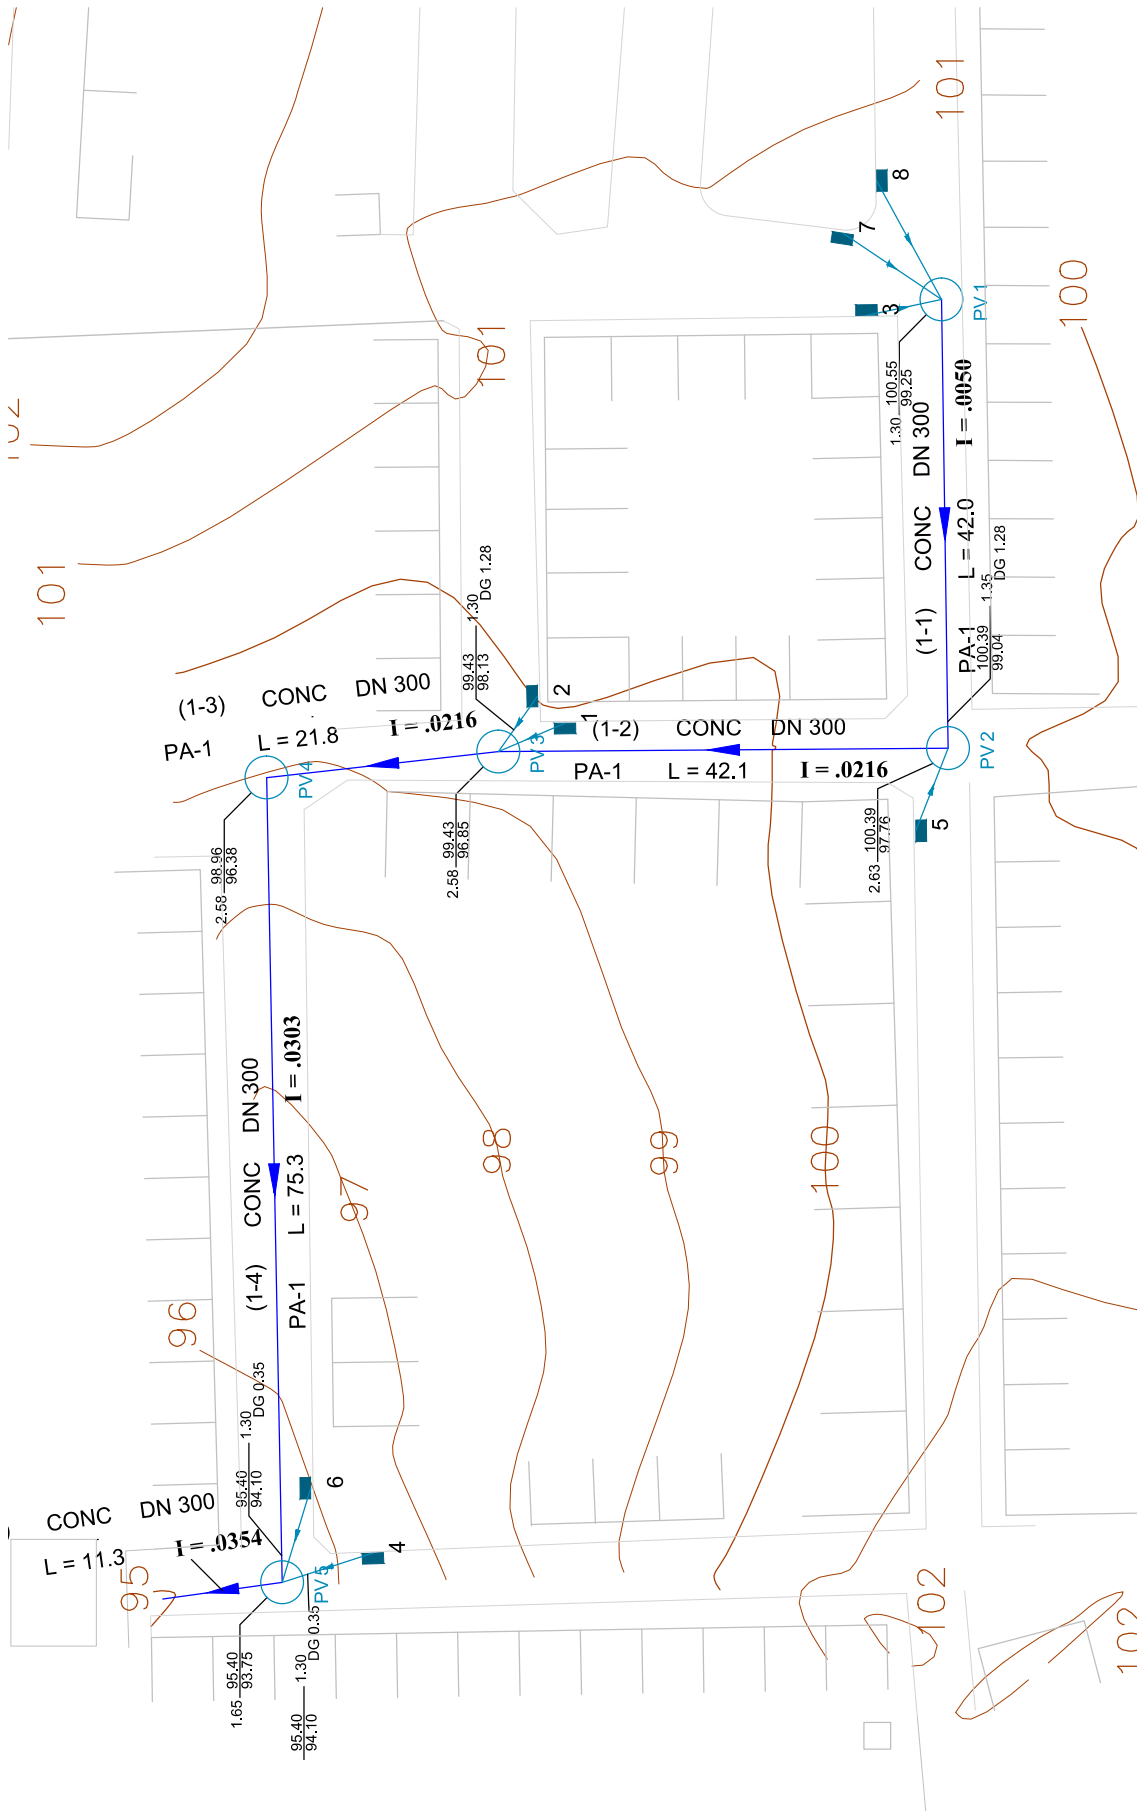 101
8
7
3
PV 1
100
101
1.30
100.55
99.25
(1-1) CONC DN 300
PA-1 L = 42.0 I = .0050
100.39
99.04
1.35
DG 1.28
101
99.43
98.13
1.30
DG 1.28
(1-3) CONC DN 300
PA-1 L = 21.8 I = .0216
2
1
PV 3
PV 4
(1-2) CONC DN 300
PA-1 L = 42.1 I = .0216
PV 2
5
2.58
98.96
96.38
2.58
99.43
96.85
2.63
100.39
97.76
(1-4) CONC DN 300
PA-1 L = 75.3 I = .0303
98
99
100
97
96
95.40
94.10
1.30
DG 0.35
6
4
CONC DN 300
L = 11.3 I = .0354
95
PV 5
1.65
95.40
93.75
95.40
94.10
1.30
DG 0.35
102
102